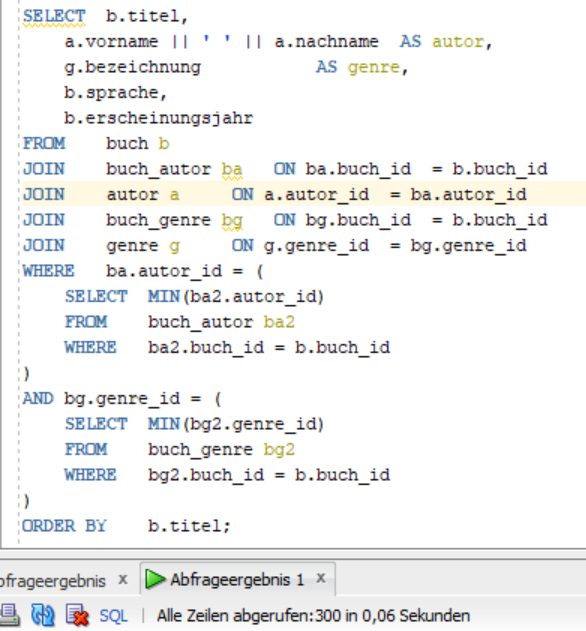 SELECT b.titel,
a.vorname || ' ' || a.nachname AS autor,
g.bezeichnung AS genre,
b.sprache,
b.erscheinungsjahr
FROM buch b
JOIN buch_autor ba ON ba.buch_id = b.buch_id
JOIN autor a ON a.autor_id = ba.autor_id
JOIN buch_genre bg ON bg.buch_id = b.buch_id
JOIN genre g ON g.genre_id = bg.genre_id
WHERE ba.autor_id = (
SELECT MIN(ba2.autor_id)
FROM buch_autor ba2
WHERE ba2.buch_id = b.buch_id
)
AND bg.genre_id = (
SELECT MIN(bg2.genre_id)
FROM buch_genre bg2
WHERE bg2.buch_id = b.buch_id
)
ORDER BY b.titel;
bfrageergebnis x Abfrageergebnis 1 x
SQL | Alle Zeilen abgerufen:300 in 0,06 Sekunden